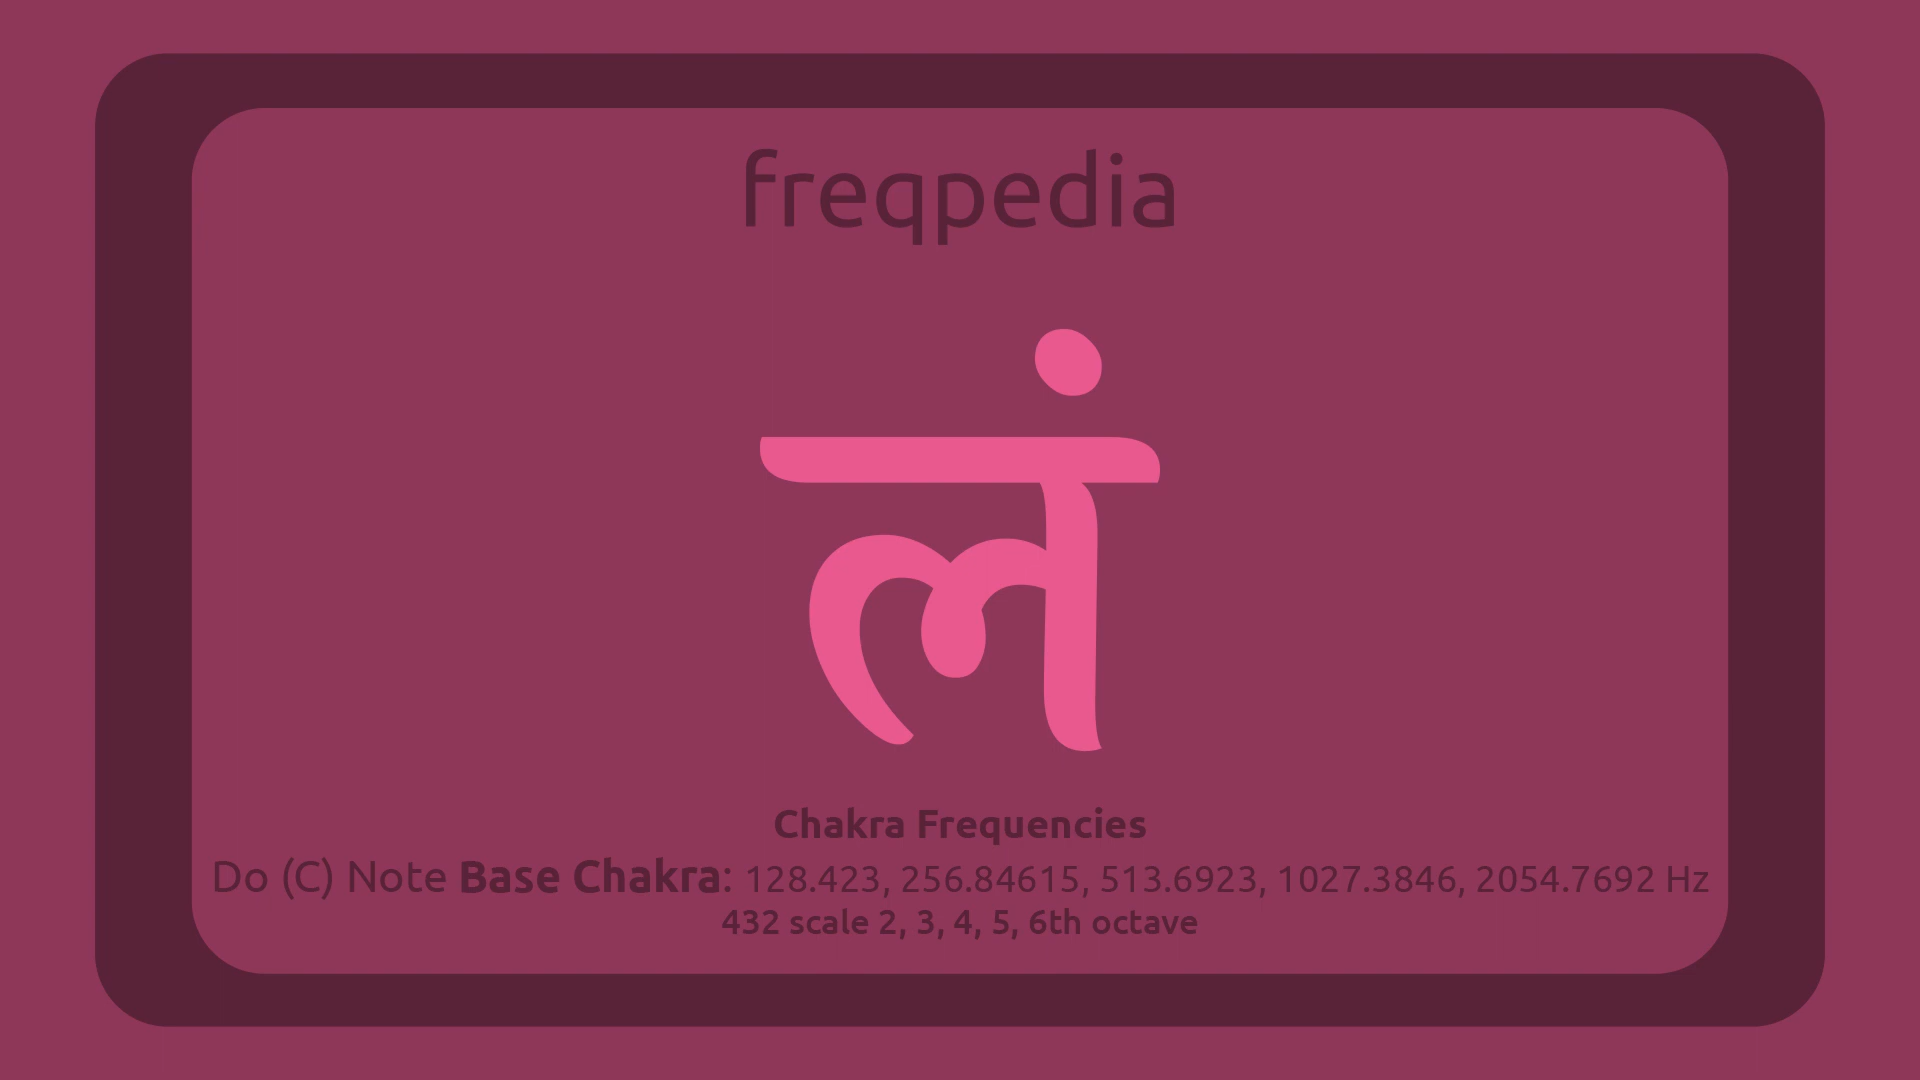 freqpedia
लं
Chakra Frequencies
Do (C) Note Base Chakra: 128.423, 256.84615, 513.6923, 1027.3846, 2054.7692 Hz
432 scale 2, 3, 4, 5, 6th octave